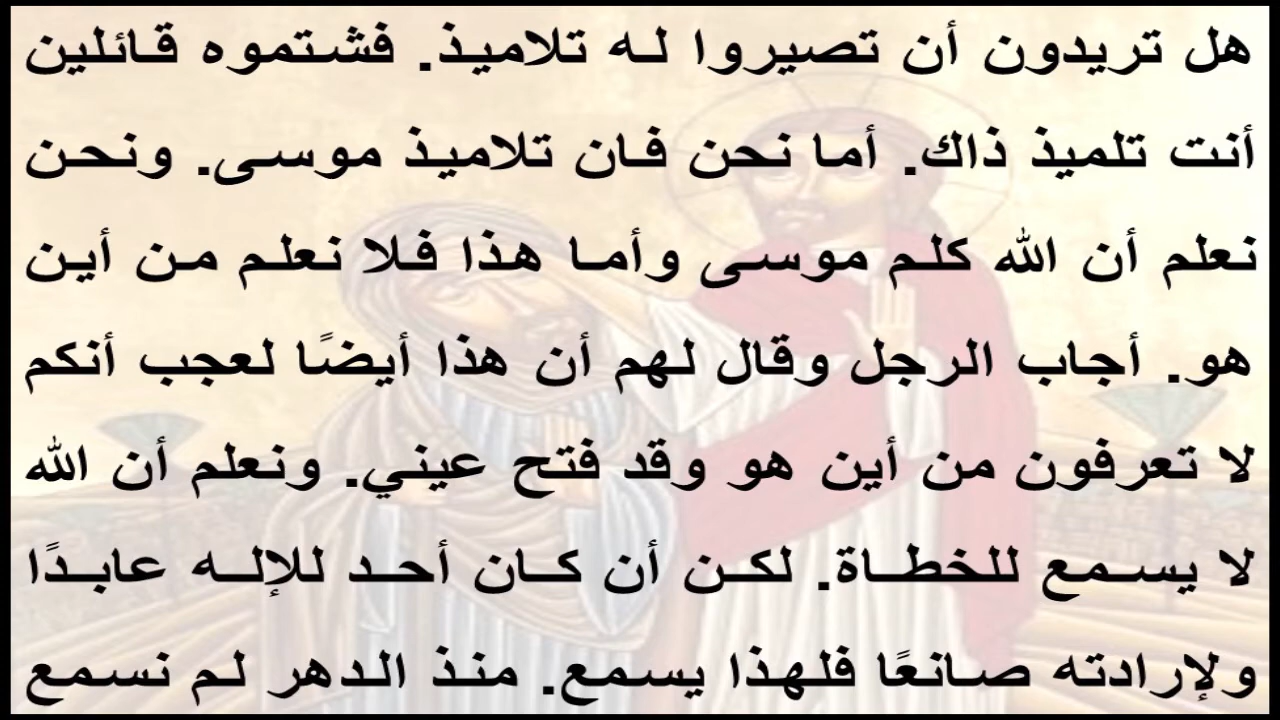 هل تريدون أن تصيروا له تلاميذ. فشتموه قائلين
أنت تلميذ ذاك. أما نحن فان تلاميذ موسى. ونحن
نعلم أن الله كلم موسى وأما هذا فلا نعلم من أين
هو. أجاب الرجل وقال لهم أن هذا أيضًا لعجب أنكم
لا تعرفون من أين هو وقد فتح عيني. ونعلم أن الله
لا يسمع للخطاة. لكن أن كان أحد للإله عابدًا
ولإرادته صانعًا فلهذا يسمع. منذ الدهر لم نسمع